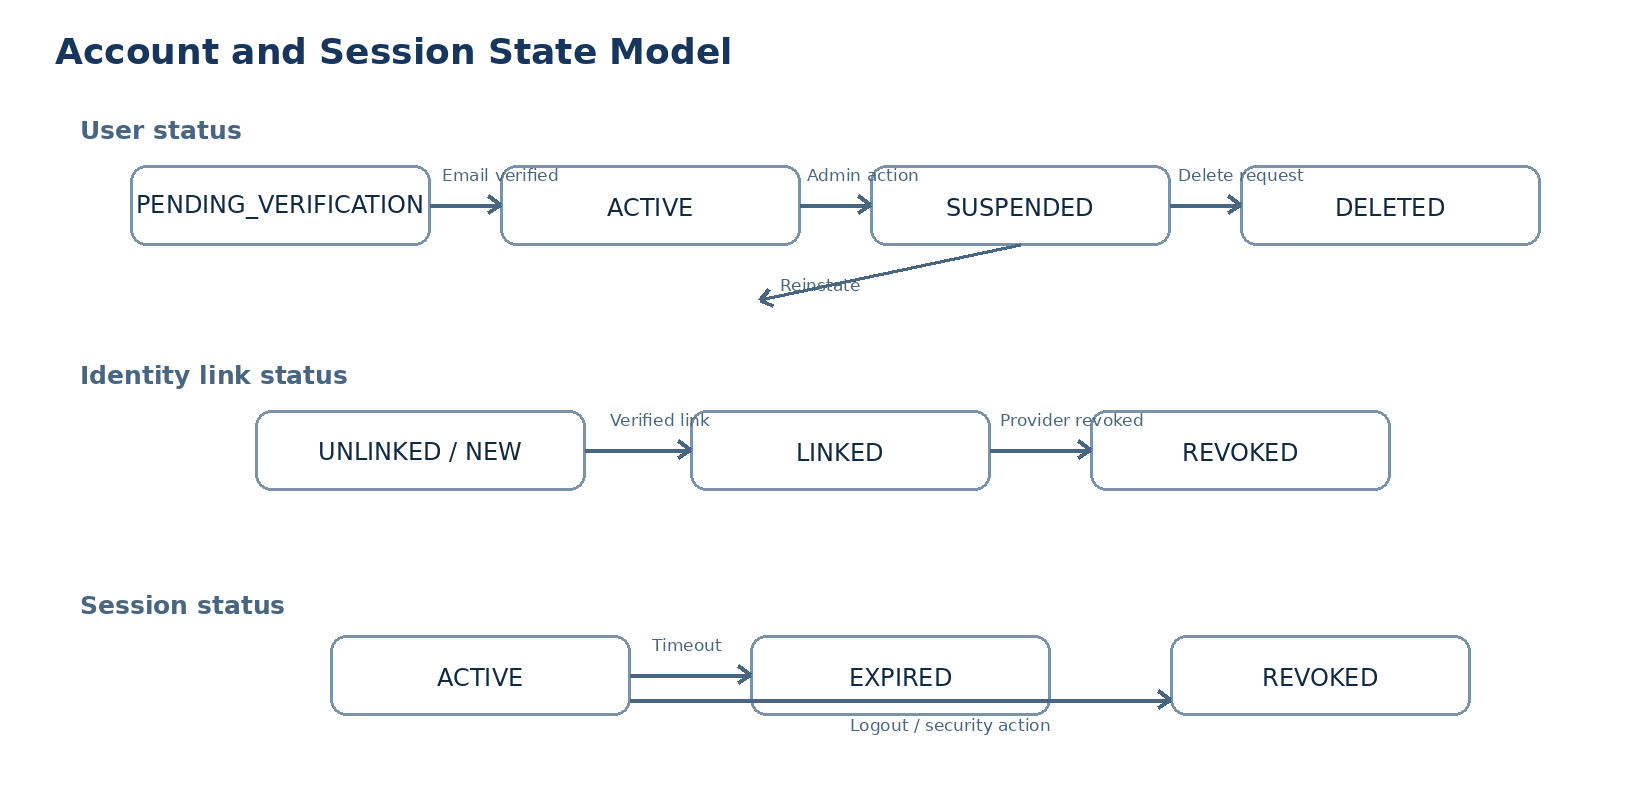 Account and Session State Model
User status
Email verified
Admin action
Delete request
PENDING_VERIFICATION
ACTIVE
SUSPENDED
DELETED
Reinstate
Identity link status
Verified link
Provider revoked
UNLINKED / NEW
LINKED
REVOKED
Session status
Timeout
ACTIVE
EXPIRED
REVOKED
Logout / security action